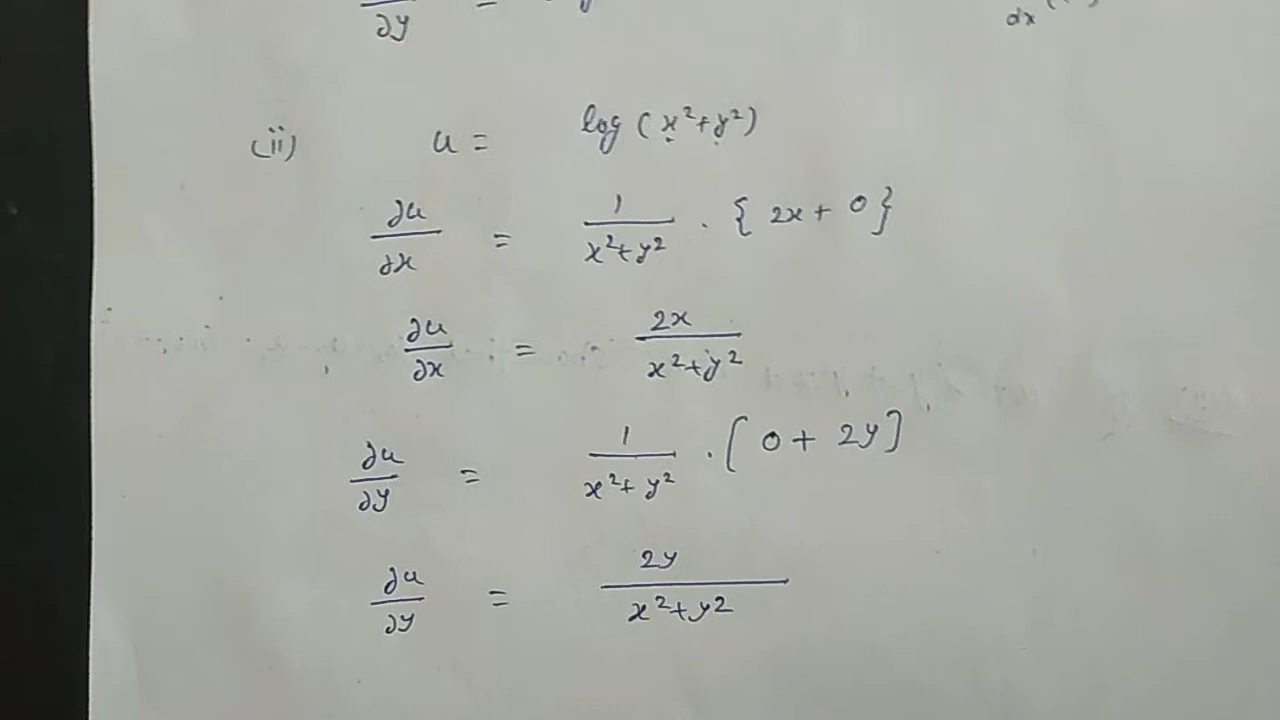 ∂y =
dx
(ii) u = log (x²+y²)
∂u/∂x = 1/(x²+y²) . { 2x + 0 }
∂u/∂x = 2x/(x²+y²)
∂u/∂y = 1/(x²+y²) . [ 0 + 2y ]
∂u/∂y = 2y/(x²+y²)